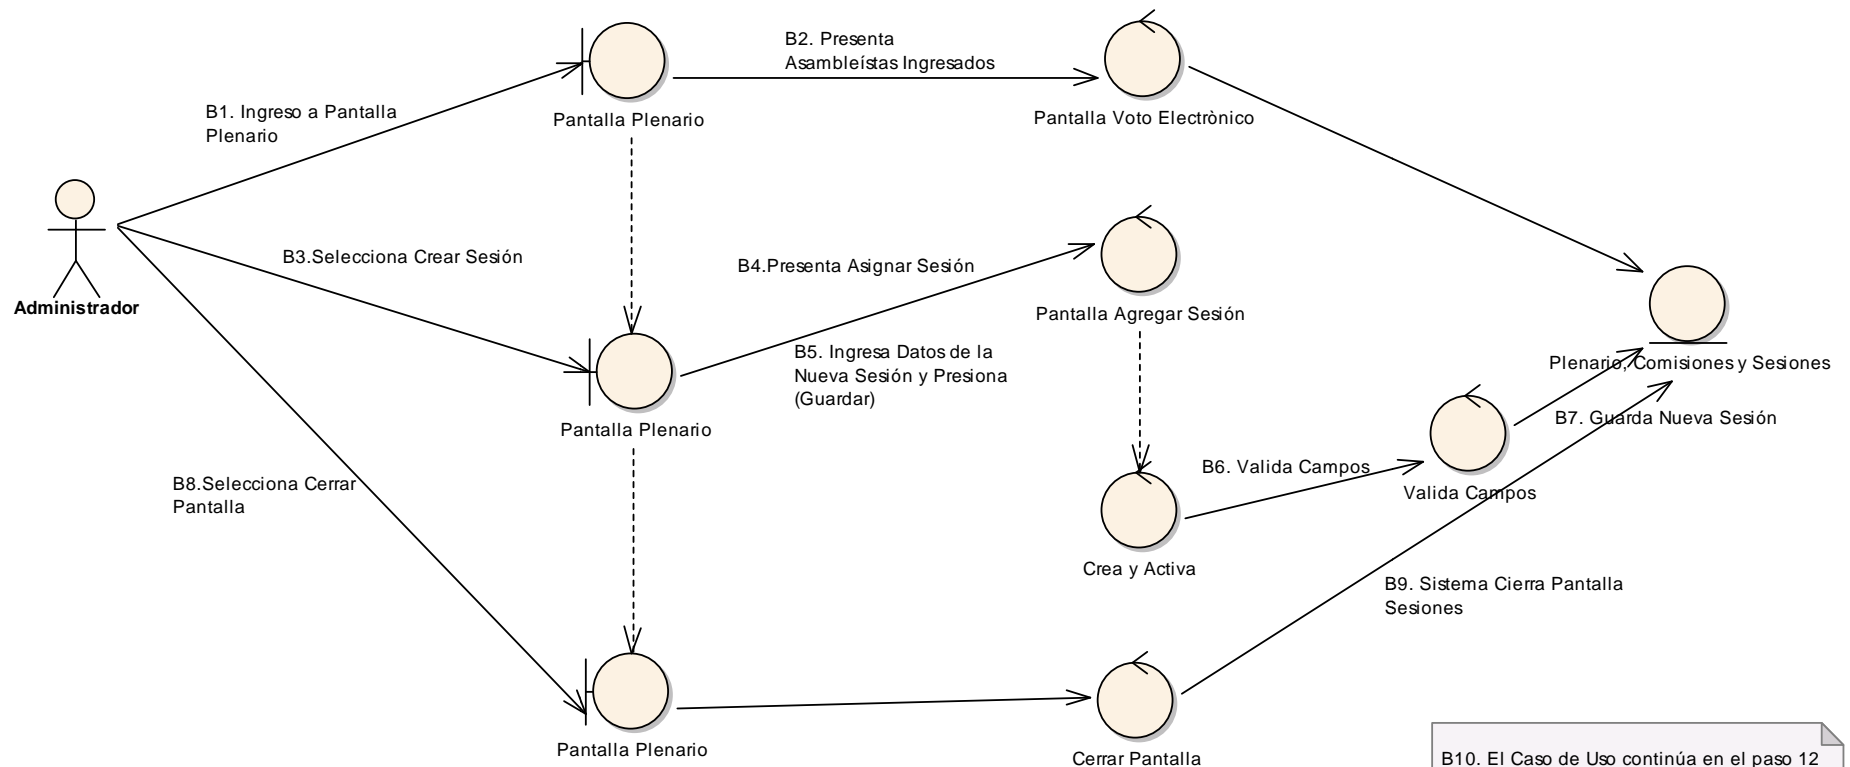 B2. Presenta
Asambleístas Ingresados
B1. Ingreso a Pantalla
Plenario
Pantalla Plenario
Pantalla Voto Electrònico
Administrador
B3.Selecciona Crear Sesión
B4.Presenta Asignar Sesión
Pantalla Agregar Sesión
B5. Ingresa Datos de la
Nueva Sesión y Presiona
(Guardar)
Plenario, Comisiones y Sesiones
B7. Guarda Nueva Sesión
Pantalla Plenario
B6. Valida Campos
Valida Campos
B8.Selecciona Cerrar
Pantalla
Crea y Activa
B9. Sistema Cierra Pantalla
Sesiones
Pantalla Plenario
Cerrar Pantalla
B10. El Caso de Uso continúa en el paso 12